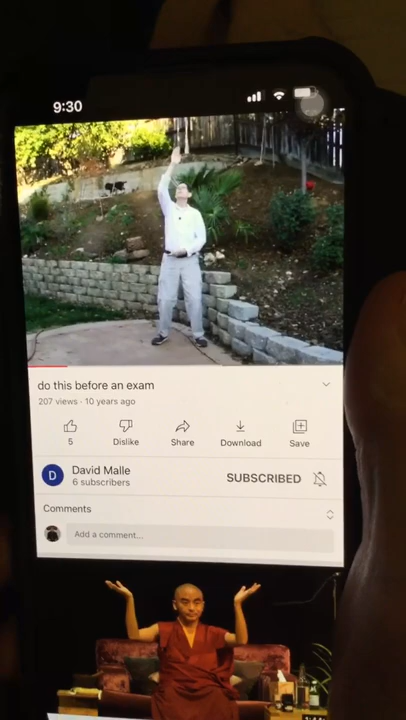 9:30
do this before an exam
207 views · 10 years ago
5
Dislike
Share
Download
Save
D
David Malle
6 subscribers
SUBSCRIBED
Comments
Add a comment...